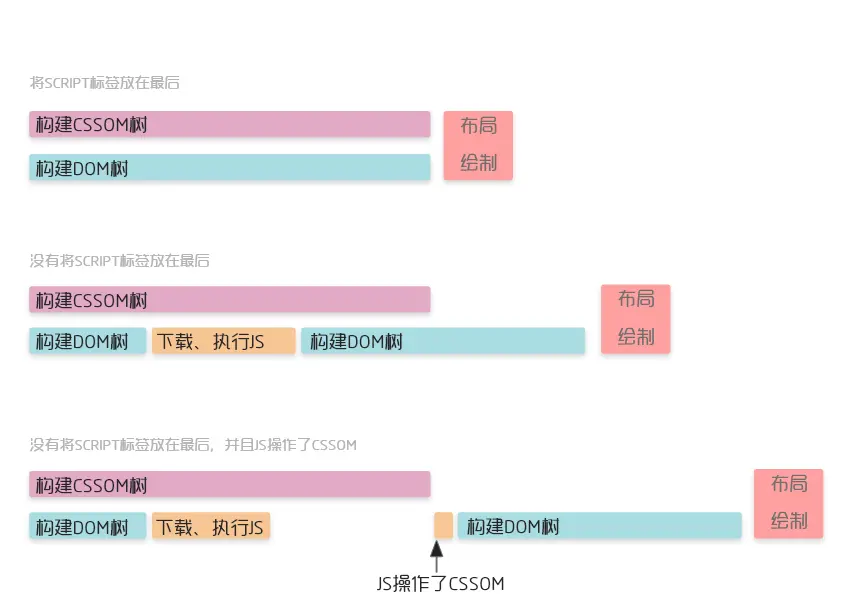 将SCRIPT标签放在最后
构建CSSOM树
布局
构建DOM树
绘制
没有将SCRIPT标签放在最后
构建CSSOM树
布局
构建DOM树 下载、执行JS 构建DOM树
绘制
没有将SCRIPT标签放在最后，并且JS操作了CSSOM
构建CSSOM树
布局
构建DOM树 下载、执行JS 构建DOM树
绘制
JS操作了CSSOM